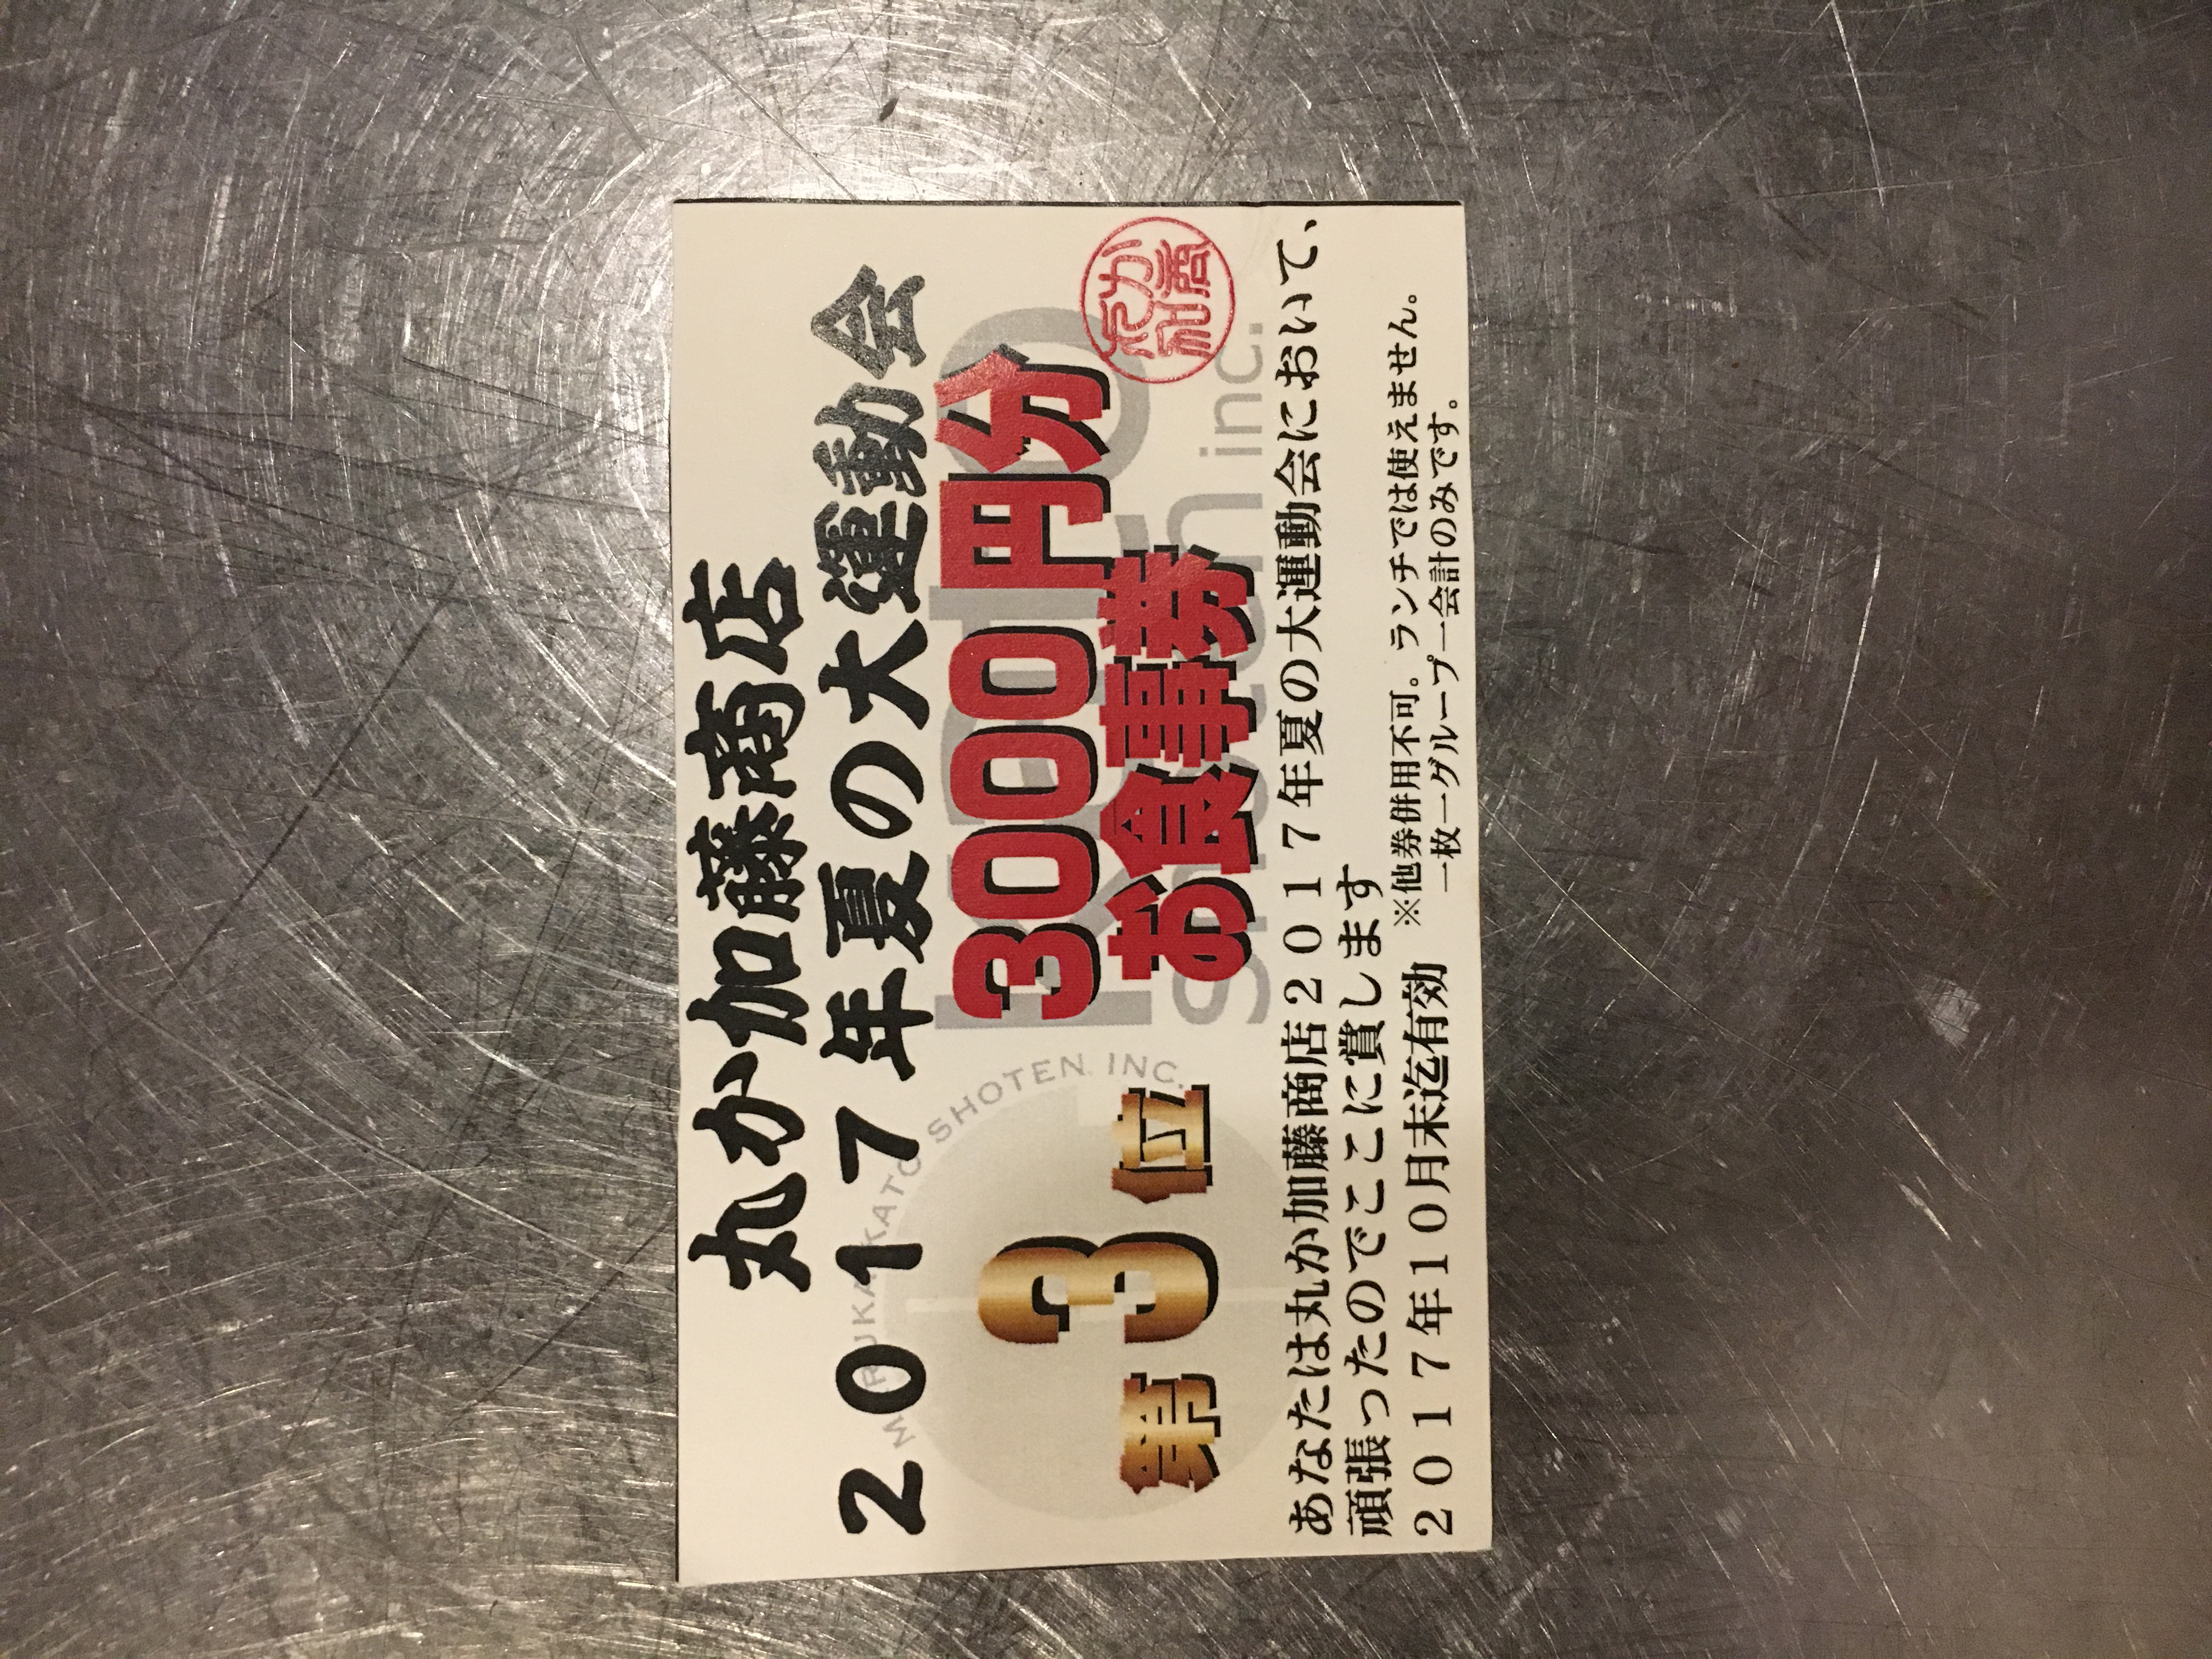 丸か加藤商店
2017年夏の大運動会
MARUKA KATO SHOTEN. INC.
第3位
3000円分
お食事券
inc.
あなたは丸か加藤商店2017年夏の大運動会において、
頑張ったのでここに賞します
2017年10月末迄有効
※他券併用不可。ランチでは使えません。
一枚一グループ一会計のみです。